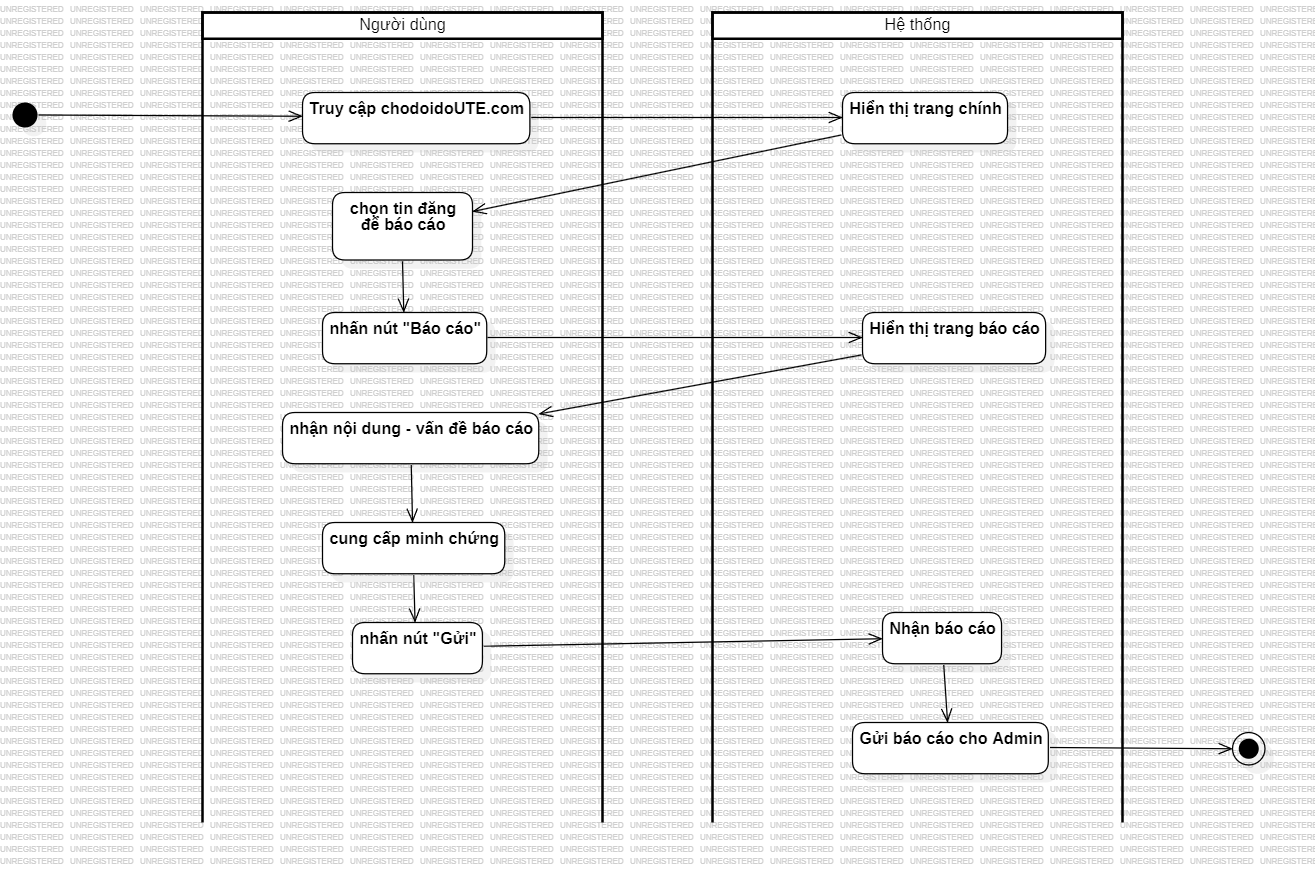 Người dùng
Hệ thống
Truy cập chodoidoUTE.com
Hiển thị trang chính
chọn tin đăng
để báo cáo
nhấn nút "Báo cáo"
Hiển thị trang báo cáo
nhận nội dung - vấn đề báo cáo
cung cấp minh chứng
nhấn nút "Gửi"
Nhận báo cáo
Gửi báo cáo cho Admin
UNREGISTERED